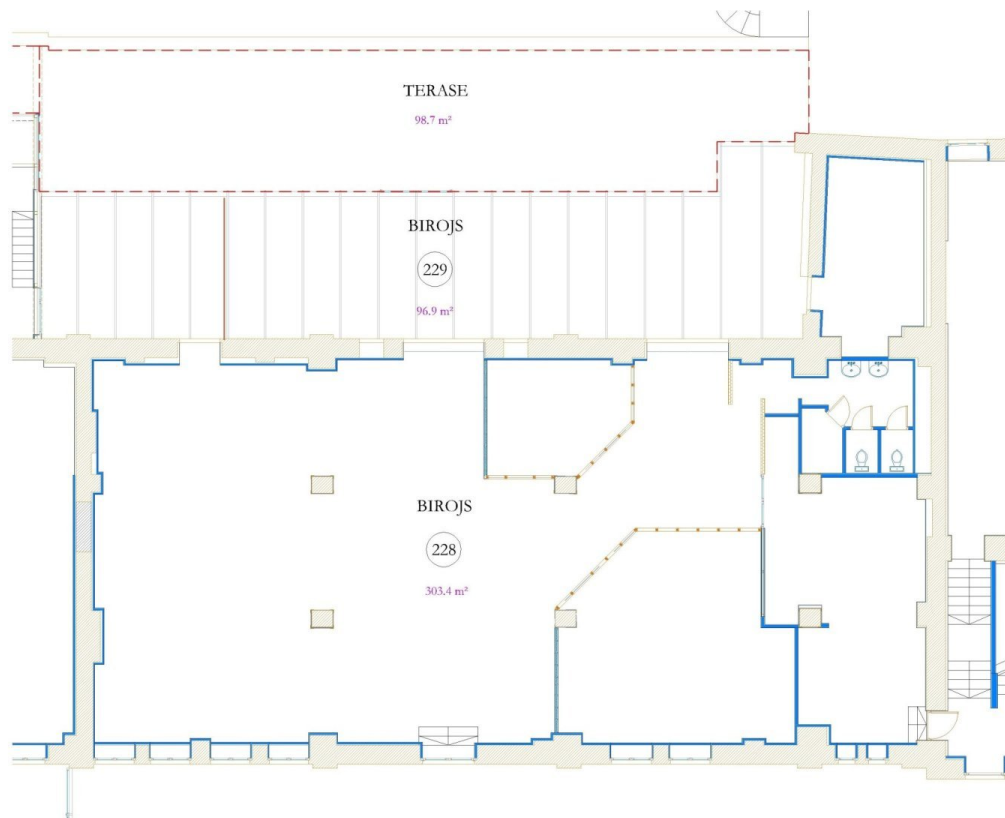 TERASE
98.7 m²
BIROJS
229
96.9 m²
BIROJS
228
303.4 m²